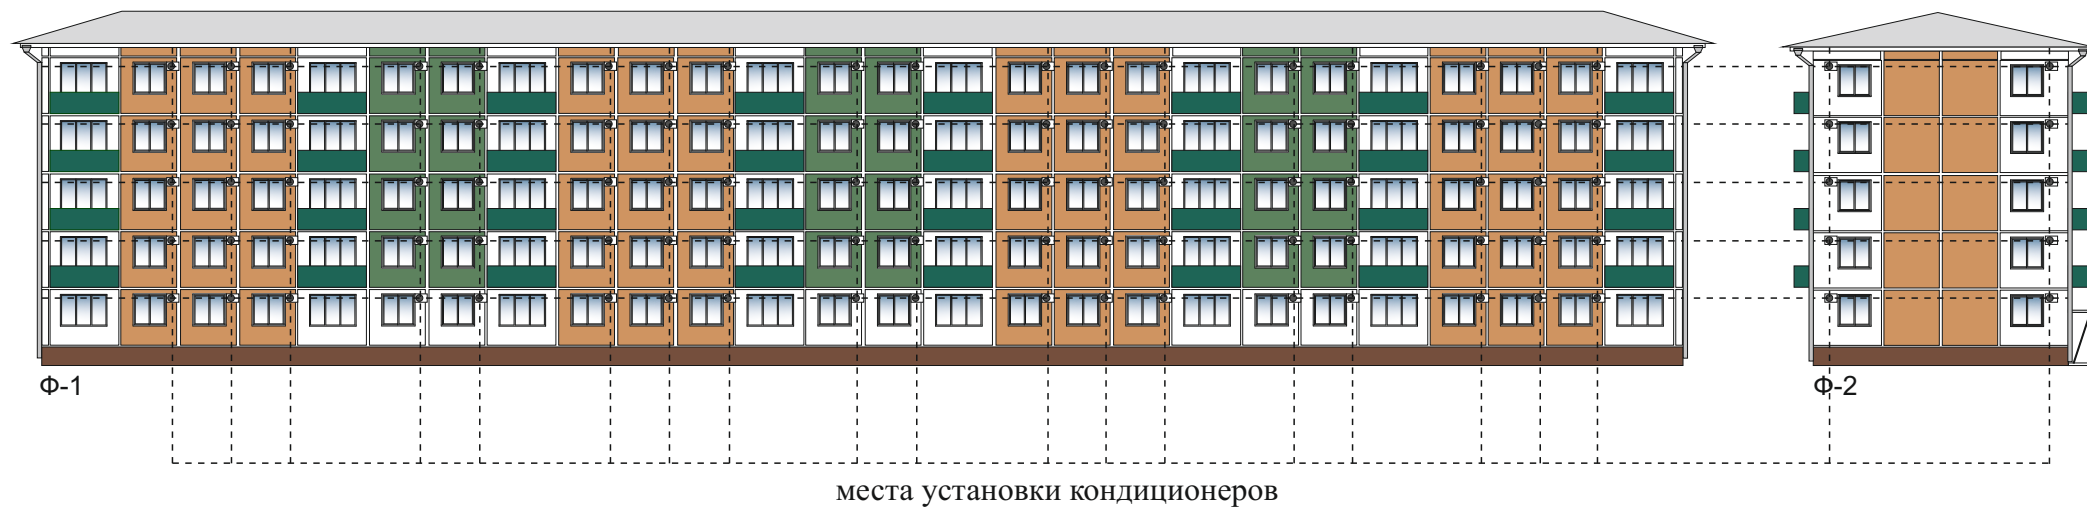 Ф-1
Ф-2
места установки кондиционеров